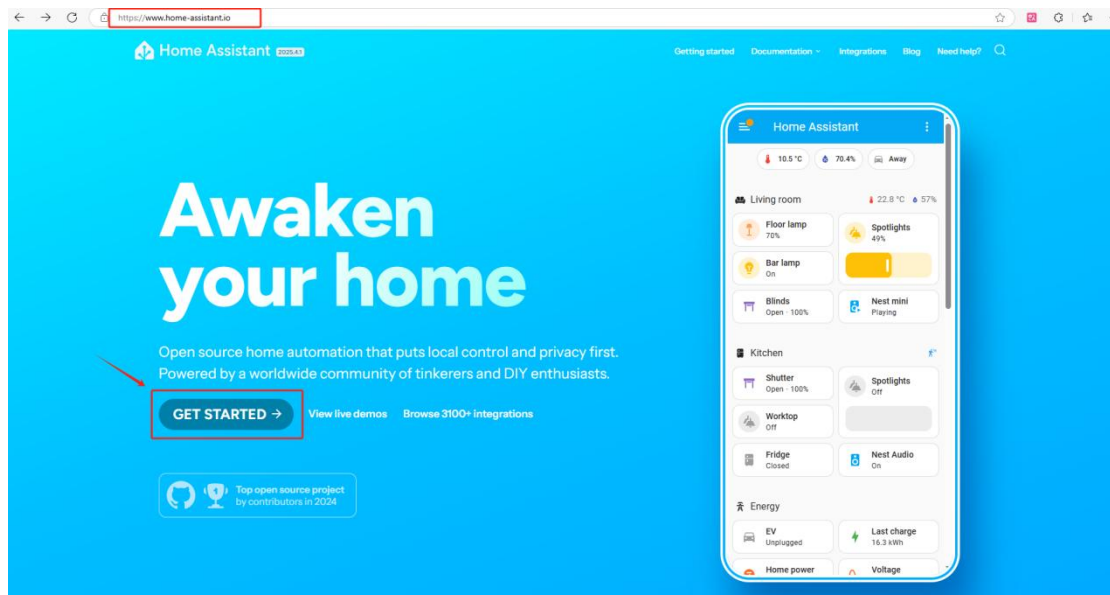 https://www.home-assistant.io
Home Assistant 2025.4.1
Getting started Documentation Integrations Blog Need help?
Awaken
your home
Open source home automation that puts local control and privacy first.
Powered by a worldwide community of tinkerers and DIY enthusiasts.
GET STARTED →
View live demos
Browse 3100+ integrations
1
Top open source project
by contributors in 2024
Home Assistant
10.5 °C 70.4% Away
Living room 22.8 °C 57%
Floor lamp
70%
Spotlights
49%
Bar lamp
On
Blinds
Open · 100%
Nest mini
Playing
Kitchen
Shutter
Open · 100%
Spotlights
Off
Worktop
Off
Fridge
Closed
Nest Audio
On
Energy
EV
Unplugged
Last charge
16.3 kWh
Home power
Voltage